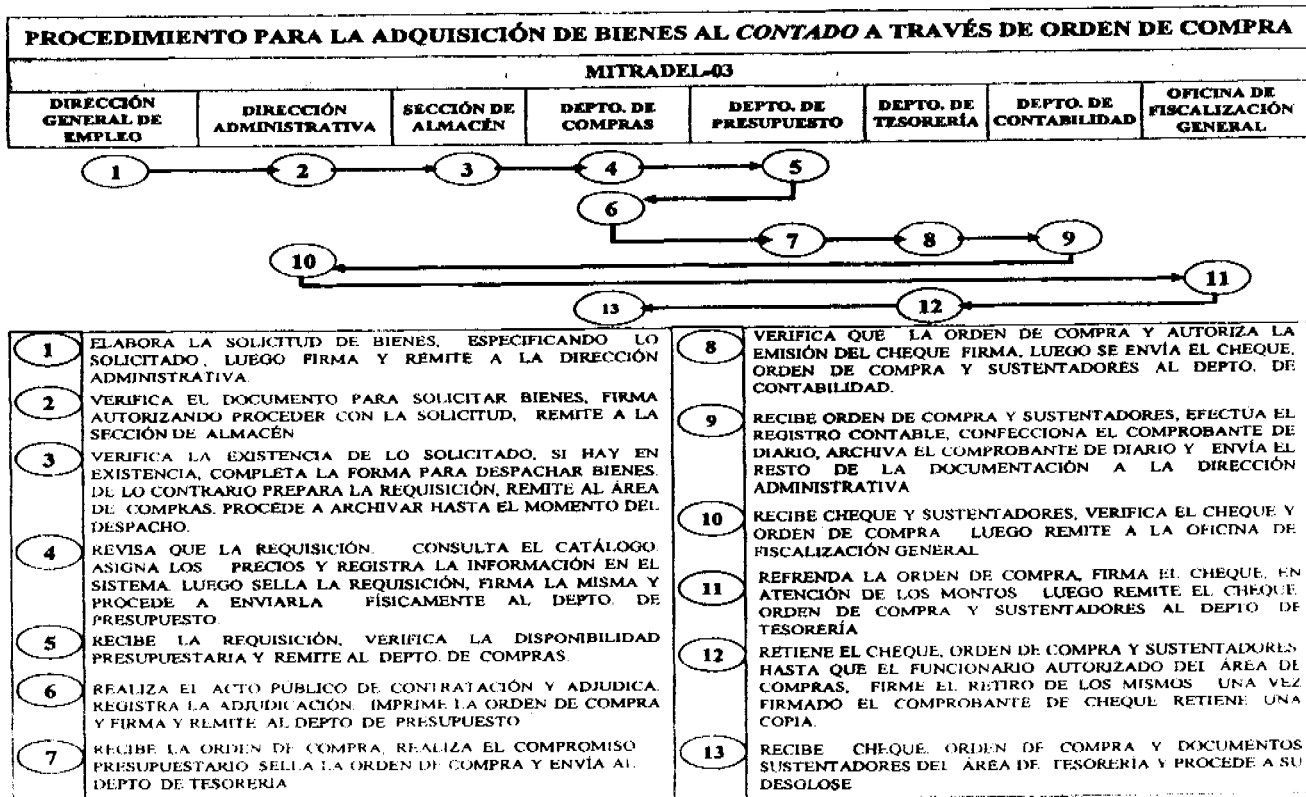 PROCEDIMIENTO PARA LA ADQUISICIÓN DE BIENES AL CONTADO A TRAVÉS DE ORDEN DE COMPRA
MITRADEL-03
DIRECCIÓN GENERAL DE EMPLEO
DIRECCIÓN ADMINISTRATIVA
SECCIÓN DE ALMACÉN
DEPTO. DE COMPRAS
DEPTO. DE PRESUPUESTO
DEPTO. DE TESORERÍA
DEPTO. DE CONTABILIDAD
OFICINA DE FISCALIZACIÓN GENERAL
1 2 3 4 5
6
7 8 9
10
11
13 12
1
ELABORA LA SOLICITUD DE BIENES, ESPECIFICANDO LO
SOLICITADO, LUEGO FIRMA Y REMITE A LA DIRECCIÓN
ADMINISTRATIVA.
2
VERIFICA EL DOCUMENTO PARA SOLICITAR BIENES, FIRMA
AUTORIZANDO PROCEDER CON LA SOLICITUD, REMITE A LA
SECCIÓN DE ALMACÉN
3
VERIFICA LA EXISTENCIA DE LO SOLICITADO, SI HAY EN
EXISTENCIA, COMPLETA LA FORMA PARA DESPACHAR BIENES.
DE LO CONTRARIO PREPARA LA REQUISICIÓN, REMITE AL ÁREA
DE COMPRAS. PROCEDE A ARCHIVAR HASTA EL MOMENTO DEL
DESPACHO.
4
REVISA QUE LA REQUISICIÓN. CONSULTA EL CATÁLOGO.
ASIGNA LOS PRECIOS Y REGISTRA LA INFORMACIÓN EN EL
SISTEMA. LUEGO SELLA LA REQUISICIÓN, FIRMA LA MISMA Y
PROCEDE A ENVIARLA FÍSICAMENTE AL DEPTO. DE
PRESUPUESTO.
5
RECIBE LA REQUISICIÓN, VERIFICA LA DISPONIBILIDAD
PRESUPUESTARIA Y REMITE AL DEPTO. DE COMPRAS.
6
REALIZA EL ACTO PÚBLICO DE CONTRATACIÓN Y ADJUDICA.
REGISTRA LA ADJUDICACIÓN. IMPRIME LA ORDEN DE COMPRA
Y FIRMA Y REMITE AL DEPTO DE PRESUPUESTO
7
RECIBE LA ORDEN DE COMPRA, REALIZA EL COMPROMISO
PRESUPUESTARIO SELLA LA ORDEN DE COMPRA Y ENVÍA AL
DEPTO DE TESORERÍA
8
VERIFICA QUE LA ORDEN DE COMPRA Y AUTORIZA LA
EMISIÓN DEL CHEQUE FIRMA, LUEGO SE ENVÍA EL CHEQUE,
ORDEN DE COMPRA Y SUSTENTADORES AL DEPTO. DE
CONTABILIDAD.
9
RECIBE ORDEN DE COMPRA Y SUSTENTADORES, EFECTÚA EL
REGISTRO CONTABLE, CONFECCIONA EL COMPROBANTE DE
DIARIO, ARCHIVA EL COMPROBANTE DE DIARIO Y ENVÍA EL
RESTO DE LA DOCUMENTACIÓN A LA DIRECCIÓN
ADMINISTRATIVA
10
RECIBE CHEQUE Y SUSTENTADORES, VERIFICA EL CHEQUE Y
ORDEN DE COMPRA LUEGO REMITE A LA OFICINA DE
FISCALIZACIÓN GENERAL
11
REFRENDA LA ORDEN DE COMPRA, FIRMA EL CHEQUE, EN
ATENCIÓN DE LOS MONTOS LUEGO REMITE EL CHEQUE
ORDEN DE COMPRA Y SUSTENTADORES AL DEPTO DE
TESORERÍA
12
RETIENE EL CHEQUE, ORDEN DE COMPRA Y SUSTENTADORES
HASTA QUE EL FUNCIONARIO AUTORIZADO DEL ÁREA DE
COMPRAS, FIRME EL RETIRO DE LOS MISMOS UNA VEZ
FIRMADO EL COMPROBANTE DE CHEQUE RETIENE UNA
COPIA.
13
RECIBE CHEQUE, ORDEN DE COMPRA Y DOCUMENTOS
SUSTENTADORES DEL ÁREA DE TESORERÍA Y PROCEDE A SU
DESGLOSE